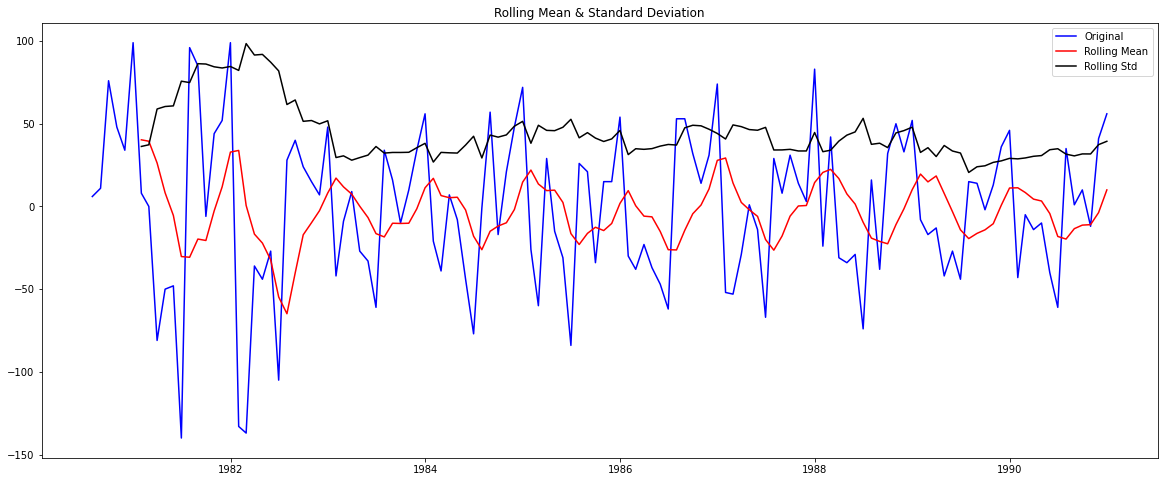 Rolling Mean & Standard Deviation
Original
Rolling Mean
Rolling Std
100
50
0
−50
−100
−150
1982 1984 1986 1988 1990